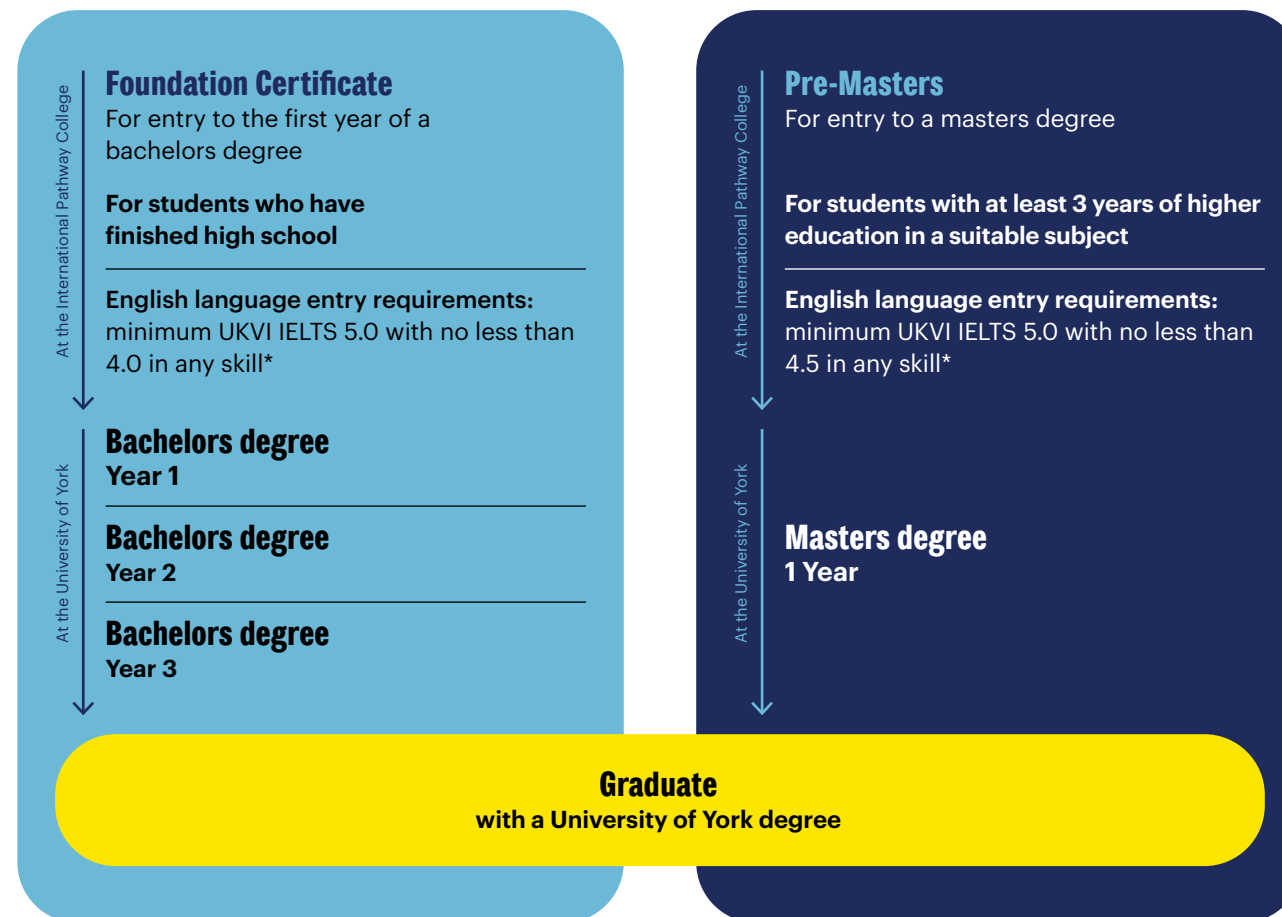 At the International Pathway College
Foundation Certificate
For entry to the first year of a
bachelors degree
For students who have
finished high school
English language entry requirements:
minimum UKVI IELTS 5.0 with no less than
4.0 in any skill*
At the University of York
Bachelors degree
Year 1
Bachelors degree
Year 2
Bachelors degree
Year 3
At the International Pathway College
Pre-Masters
For entry to a masters degree
For students with at least 3 years of higher
education in a suitable subject
English language entry requirements:
minimum UKVI IELTS 5.0 with no less than
4.5 in any skill*
At the University of York
Masters degree
1 Year
Graduate
with a University of York degree